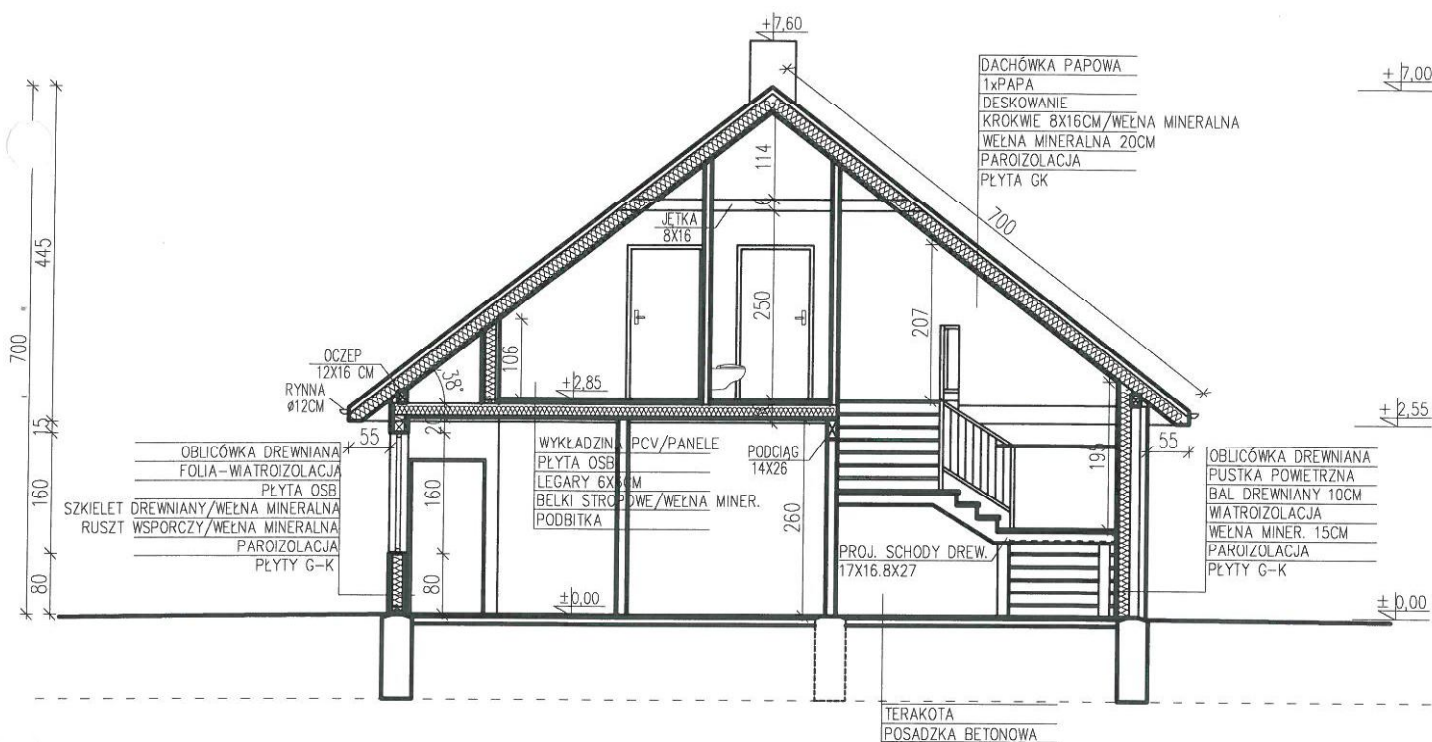 +7,60
DACHÓWKA PAPOWA
1xPAPA
DESKOWANIE
KROKWIE 8X16CM/WEŁNA MINERALNA
WEŁNA MINERALNA 20CM
PAROIZOLACJA
PŁYTA GK
+7,00
700
445
15
160
80
114
6
JĘTKA
8X16
700
250
207
106
OCZEP
12X16 CM
RYNNA
ø12CM
38°
+2,85
+2,55
55
20
55
OBLICÓWKA DREWNIANA
FOLIA-WIATROIZOLACJA
PŁYTA OSB
SZKIELET DREWNIANY/WEŁNA MINERALNA
RUSZT WSPORCZY/WEŁNA MINERALNA
PAROIZOLACJA
PŁYTY G-K
WYKŁADZINA PCV/PANELE
PŁYTA OSB
LEGARY
BELKI STROPOWE/WEŁNA MINER.
PODBITKA
PODCIĄG
14X26
160
80
260
PROJ. SCHODY DREW.
17X16.8X27
OBLICÓWKA DREWNIANA
PUSTKA POWIETRZNA
BAL DREWNIANY 10CM
WIATROIZOLACJA
WEŁNA MINER. 15CM
PAROIZOLACJA
PŁYTY G-K
±0,00
±0,00
TERAKOTA
POSADZKA BETONOWA